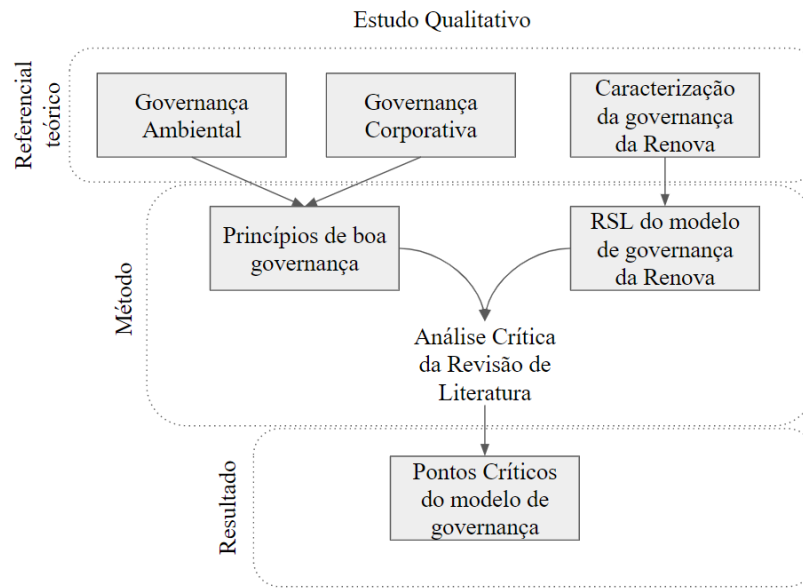 Estudo Qualitativo
Referencial
teórico
Governança
Ambiental
Governança
Corporativa
Caracterização
da governança
da Renova
Método
Princípios de boa
governança
RSL do modelo
de governança
da Renova
Análise Crítica
da Revisão de
Literatura
Resultado
Pontos Críticos
do modelo de
governança